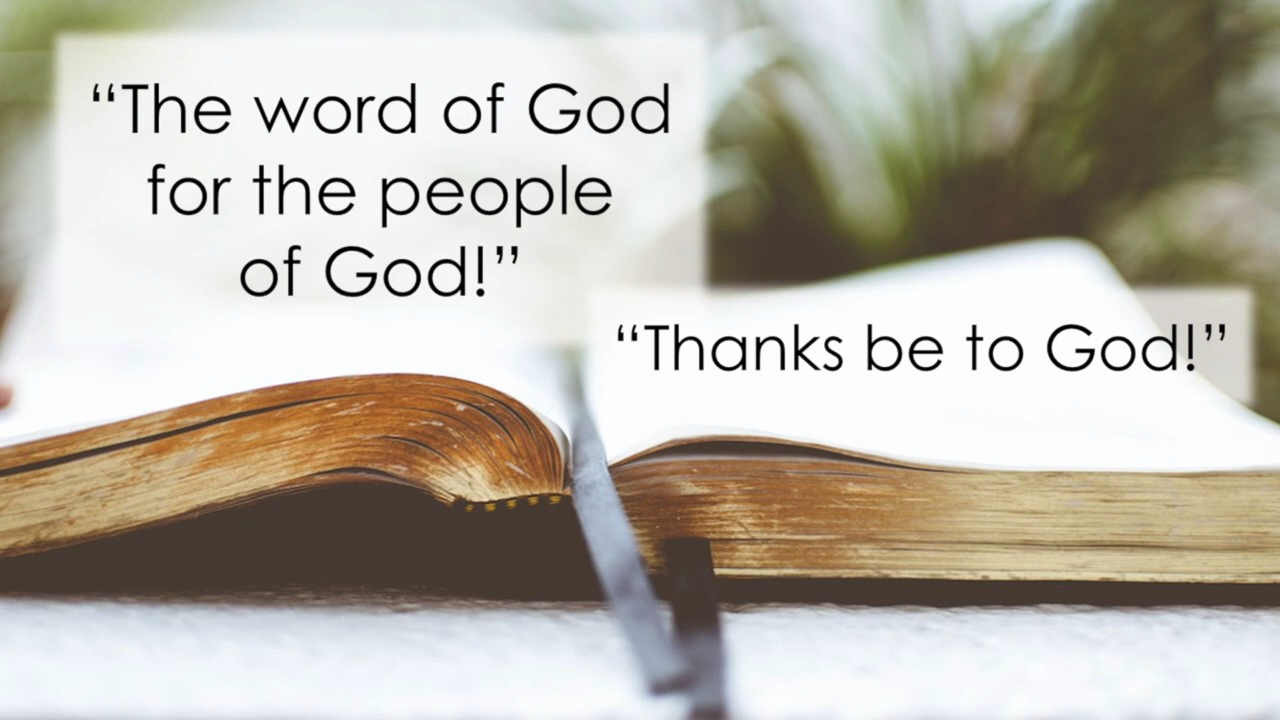 “The word of God
for the people
of God!”
“Thanks be to God!”